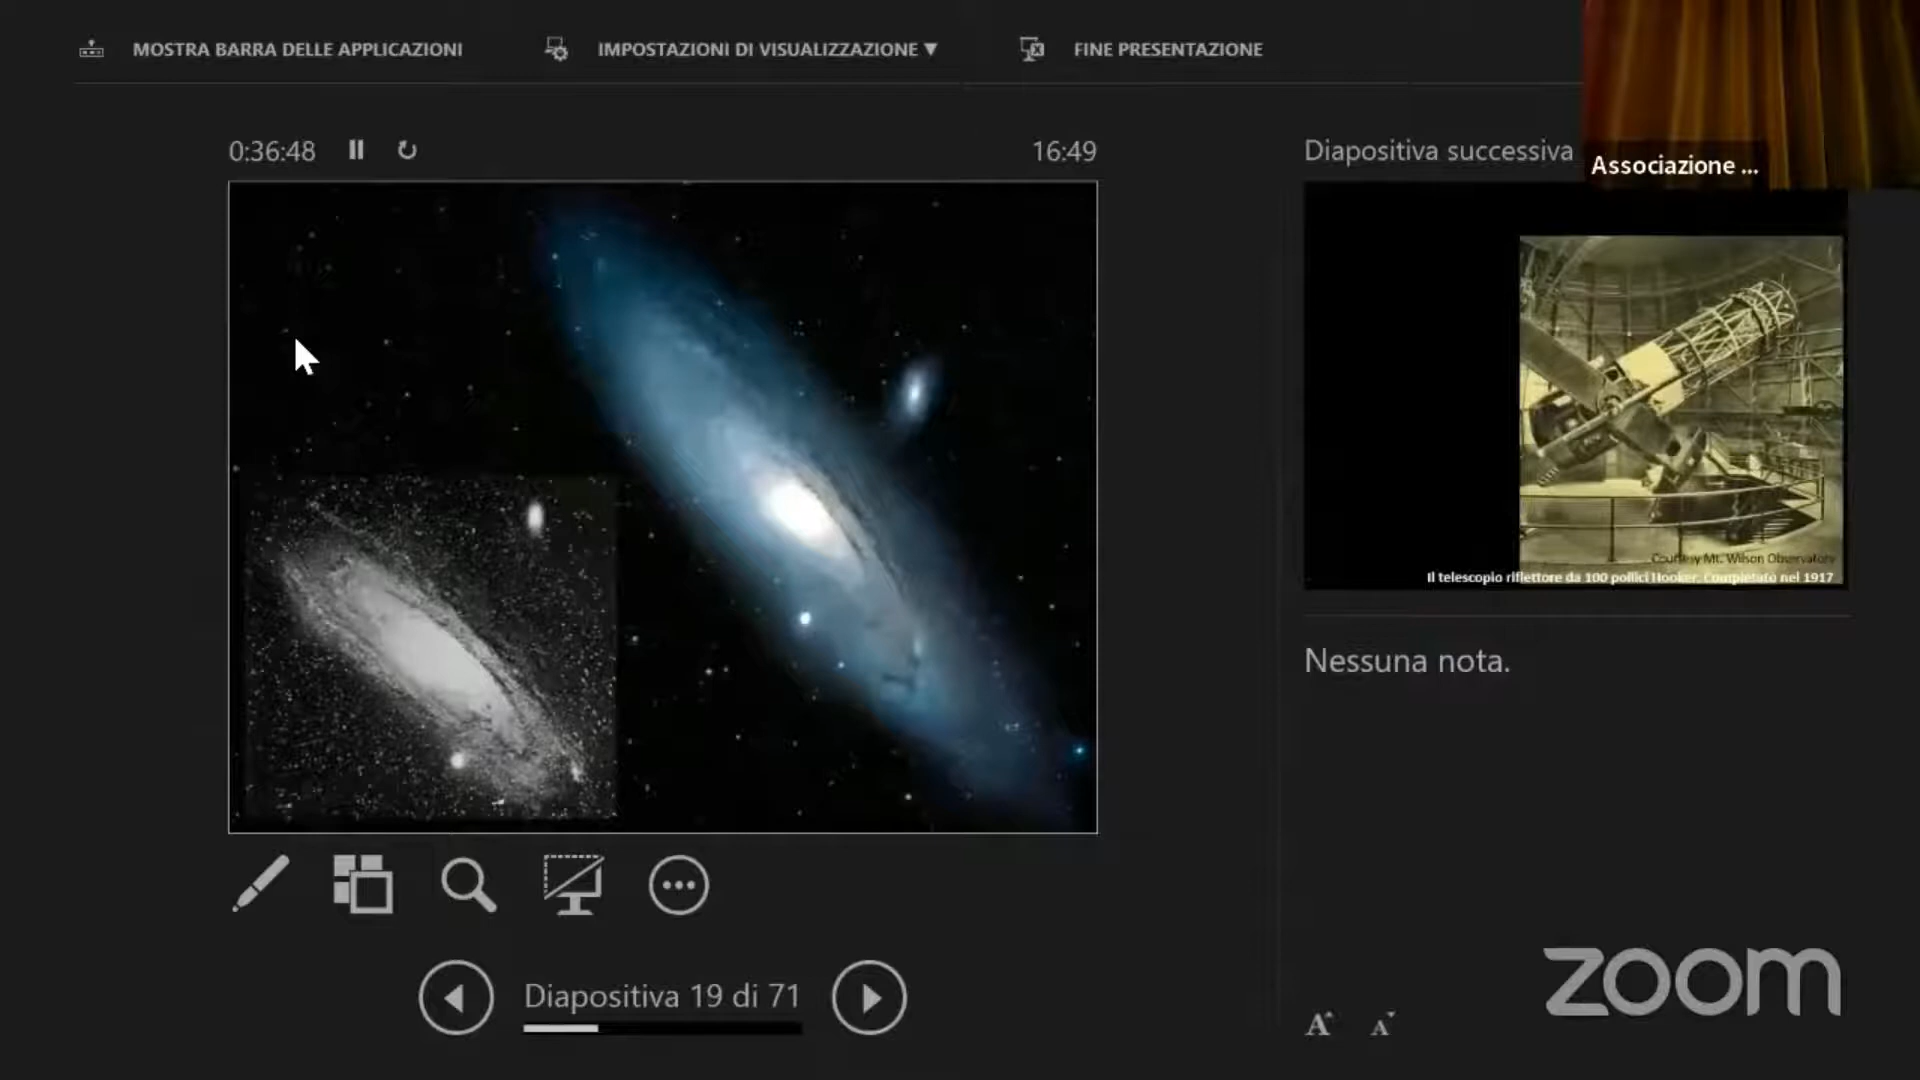 MOSTRA BARRA DELLE APPLICAZIONI
IMPOSTAZIONI DI VISUALIZZAZIONE ▼
FINE PRESENTAZIONE
0:36:48
16:49
Diapositiva successiva
Associazione ...
Courtesy Mt. Wilson Observatory
Il telescopio riflettore da 100 pollici Hooker. Completato nel 1917
Nessuna nota.
Diapositiva 19 di 71
A A
zoom